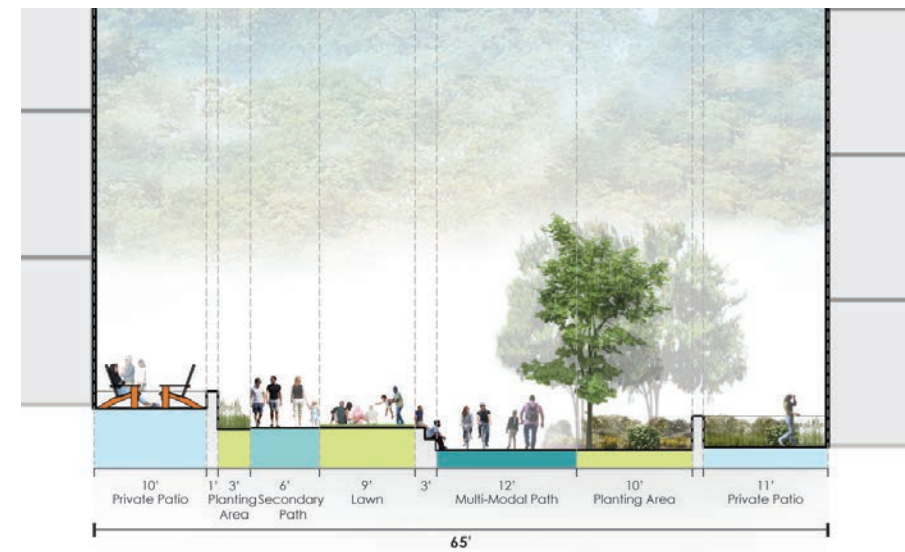 10' 1' 3' 6' 9' 3' 12' 10' 11'
Private Patio Planting Secondary Lawn Multi-Modal Path Planting Area Private Patio
Area Path
65'